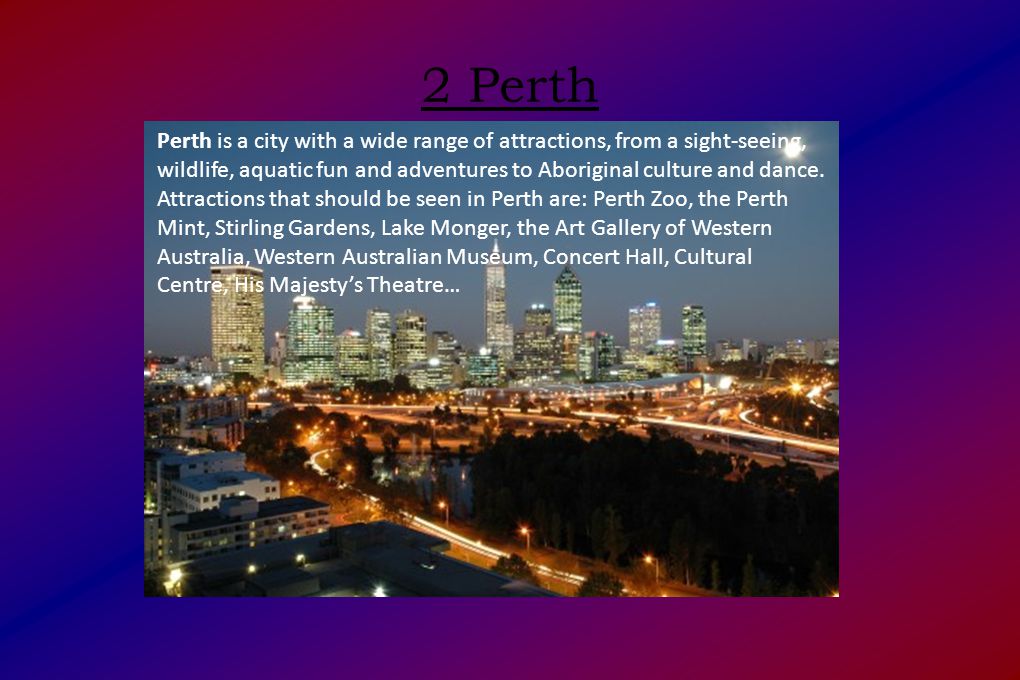 2 Perth
Perth is a city with a wide range of attractions, from a sight-seeing,
wildlife, aquatic fun and adventures to Aboriginal culture and dance.
Attractions that should be seen in Perth are: Perth Zoo, the Perth
Mint, Stirling Gardens, Lake Monger, the Art Gallery of Western
Australia, Western Australian Museum, Concert Hall, Cultural
Centre, His Majesty’s Theatre…